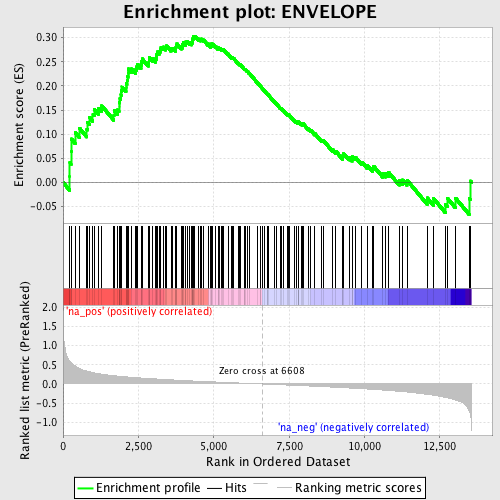 Enrichment plot: ENVELOPE
Enrichment score (ES)
0.30
0.25
0.20
0.15
0.10
0.05
0.00
-0.05
'na_pos' (positively correlated)
Ranked list metric (PreRanked)
2.0
1.5
1.0
0.5
0.0
-0.5
-1.0
Zero cross at 6608
'na_neg' (negatively correlated)
0
2,500
5,000
7,500
10,000
12,500
Rank in Ordered Dataset
Enrichment profile
Hits
Ranking metric scores